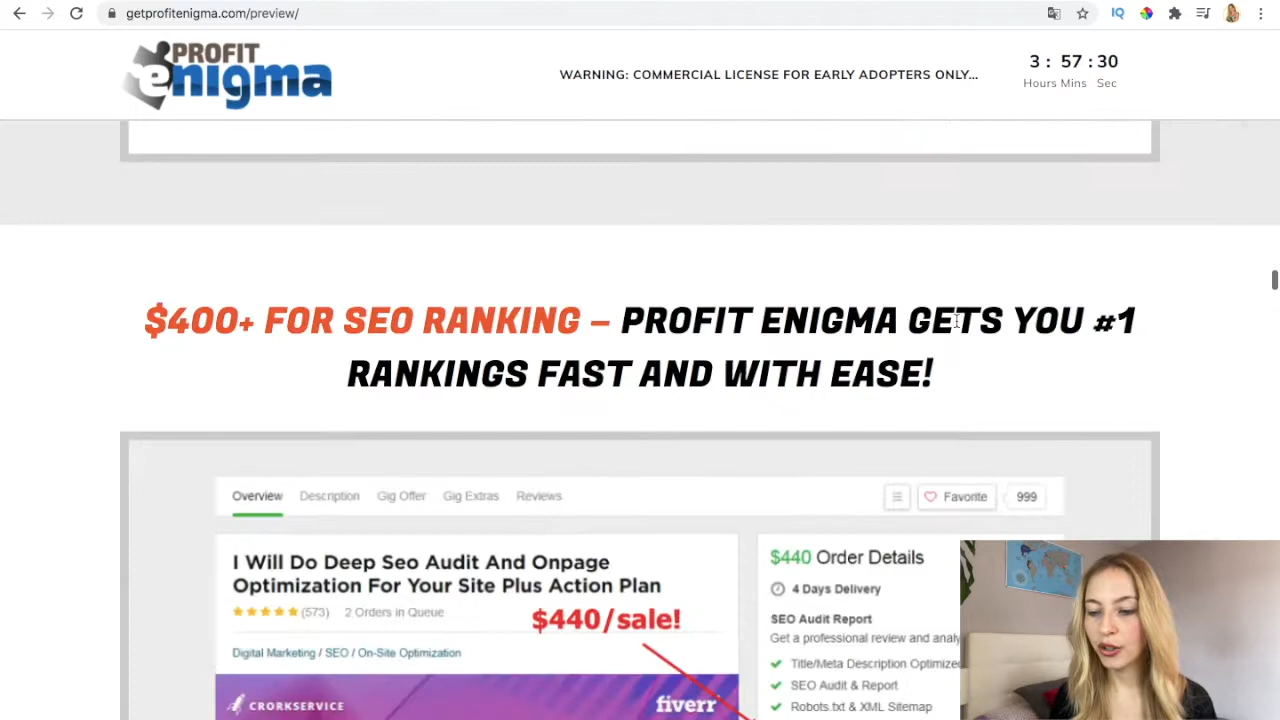 getprofitenigma.com/preview/
PROFIT
enigma
WARNING: COMMERCIAL LICENSE FOR EARLY ADOPTERS ONLY...
3 : 57 : 30
Hours Mins Sec
$400+ FOR SEO RANKING – PROFIT ENIGMA GETS YOU #1
RANKINGS FAST AND WITH EASE!
Overview Description Gig Offer Gig Extras Reviews
Favorite 999
I Will Do Deep Seo Audit And Onpage
Optimization For Your Site Plus Action Plan
(573) 2 Orders in Queue
$440/sale!
Digital Marketing / SEO / On-Site Optimization
CRORKSERVICE
fiverr
$440 Order Details
4 Days Delivery
SEO Audit Report
Get a professional review and analy
Title/Meta Description Optimize
SEO Audit & Report
Robots.txt & XML Sitemap